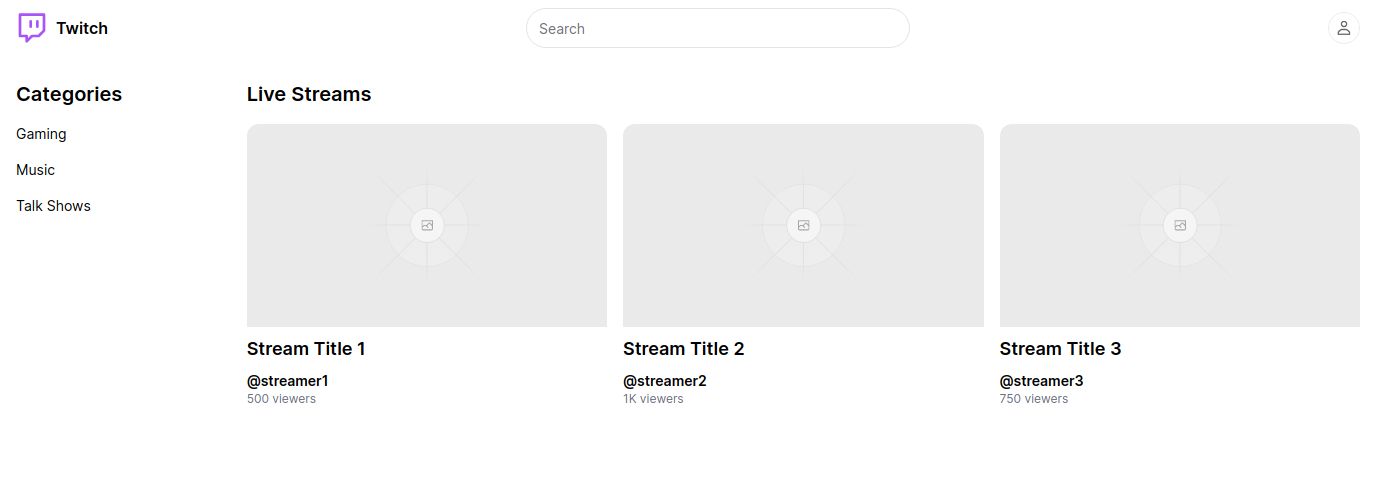 Twitch
Search
Categories
Gaming
Music
Talk Shows
Live Streams
Stream Title 1
@streamer1
500 viewers
Stream Title 2
@streamer2
1K viewers
Stream Title 3
@streamer3
750 viewers